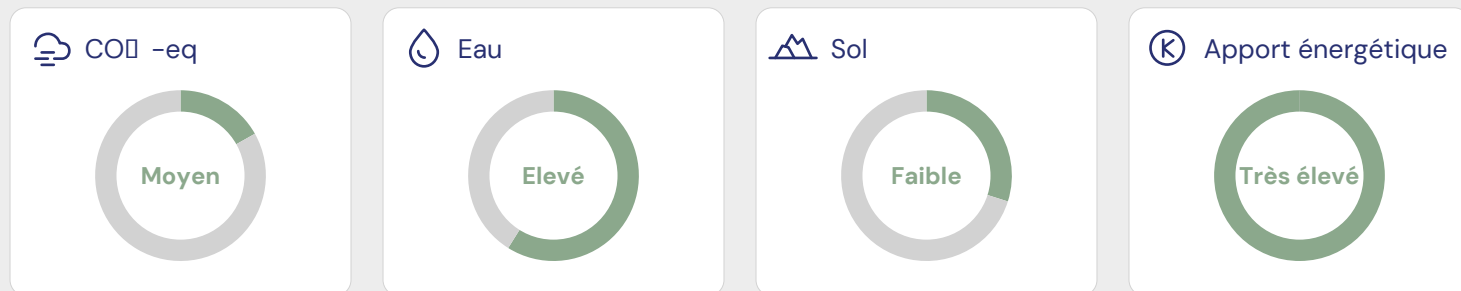 CO▯ -eq
Eau
Sol
Apport énergétique
Moyen
Elevé
Faible
Très élevé